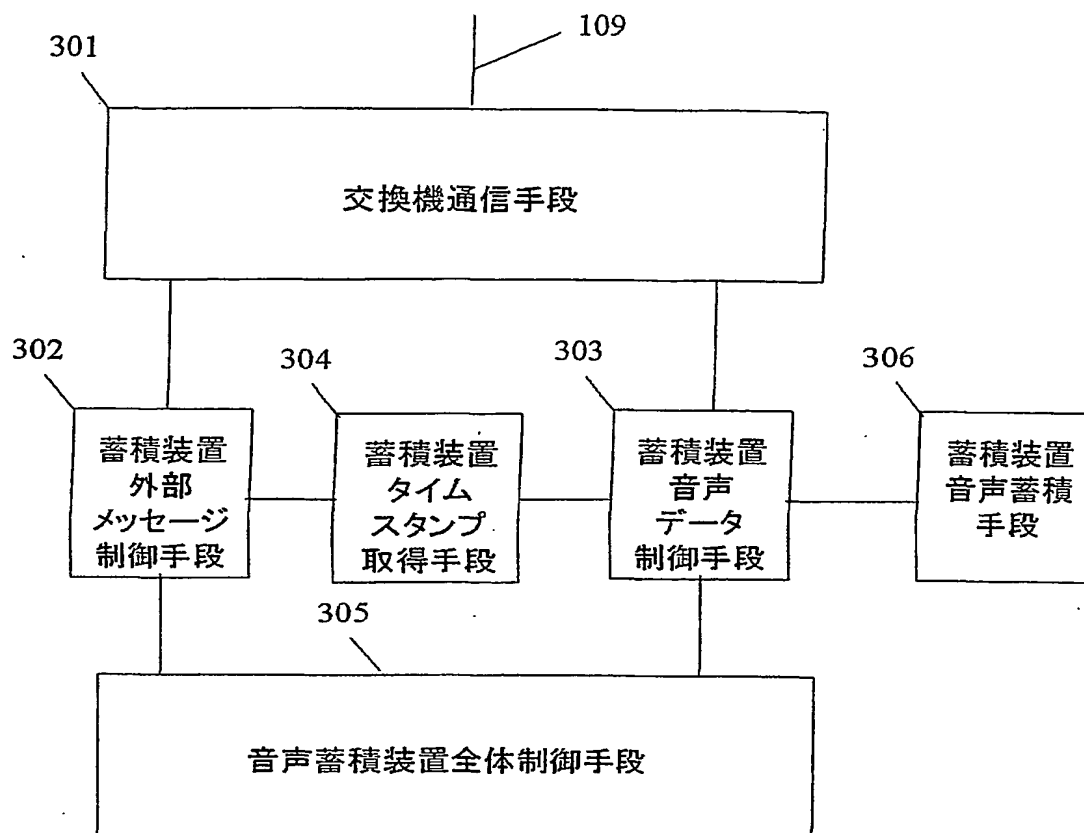 109
301
交換機通信手段
302
304
303
306
蓄積装置
外部
メッセージ
制御手段
蓄積装置
タイム
スタンプ
取得手段
蓄積装置
音声
データ
制御手段
蓄積装置
音声蓄積
手段
305
音声蓄積装置全体制御手段